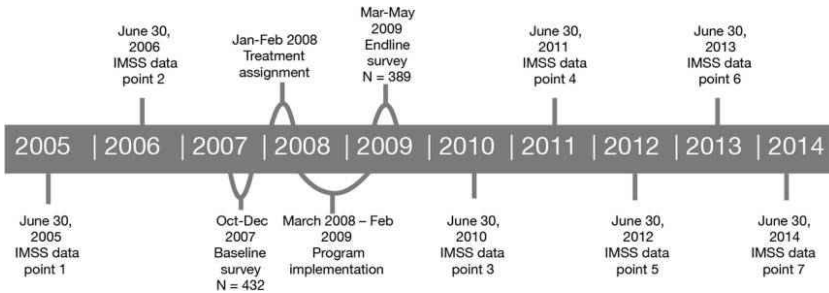 June 30,
2006
IMSS data
point 2
Jan-Feb 2008
Treatment
assignment
Mar-May
2009
Endline
survey
N = 389
June 30,
2011
IMSS data
point 4
June 30,
2013
IMSS data
point 6
2005 | 2006 | 2007 | 2008 | 2009 | 2010 | 2011 | 2012 | 2013 | 2014
June 30,
2005
IMSS data
point 1
Oct-Dec
2007
Baseline
survey
N = 432
March 2008 – Feb
2009
Program
implementation
June 30,
2010
IMSS data
point 3
June 30,
2012
IMSS data
point 5
June 30,
2014
IMSS data
point 7